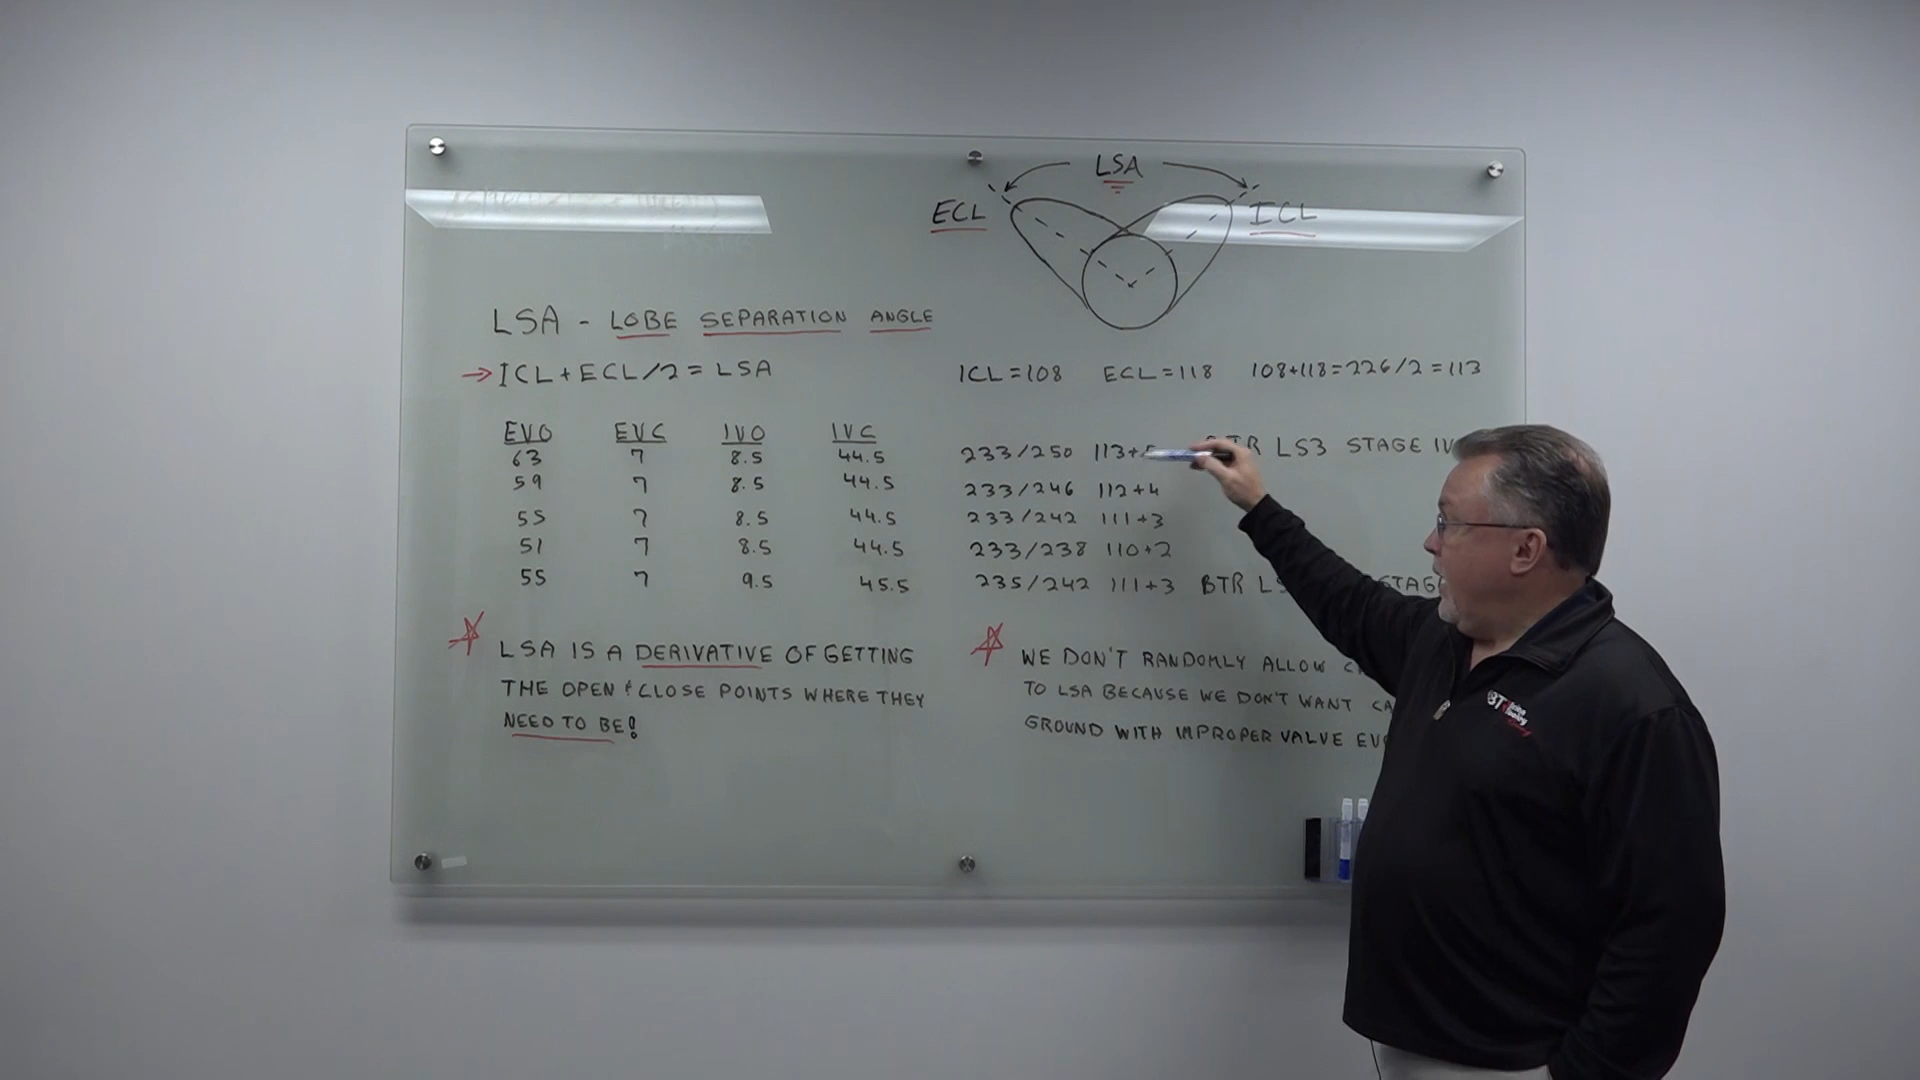 LSA
ECL ICL
LSA - LOBE SEPARATION ANGLE
→ ICL + ECL/2 = LSA
ICL = 108 ECL = 118 108+118=226/2=113
EVO EVC IVO IVC
63 7 8.5 44.5 233/250 113+5 BTR LS3 STAGE IV
59 7 8.5 44.5 233/246 112+4
55 7 8.5 44.5 233/242 111+3
51 7 8.5 44.5 233/238 110+2
55 7 9.5 45.5 235/242 111+3 BTR
LSA IS A DERIVATIVE OF GETTING
THE OPEN & CLOSE POINTS WHERE THEY
NEED TO BE!
WE DON'T RANDOMLY ALLOW
TO LSA BECAUSE WE DON'T WANT
GROUND WITH IMPROPER VALVE